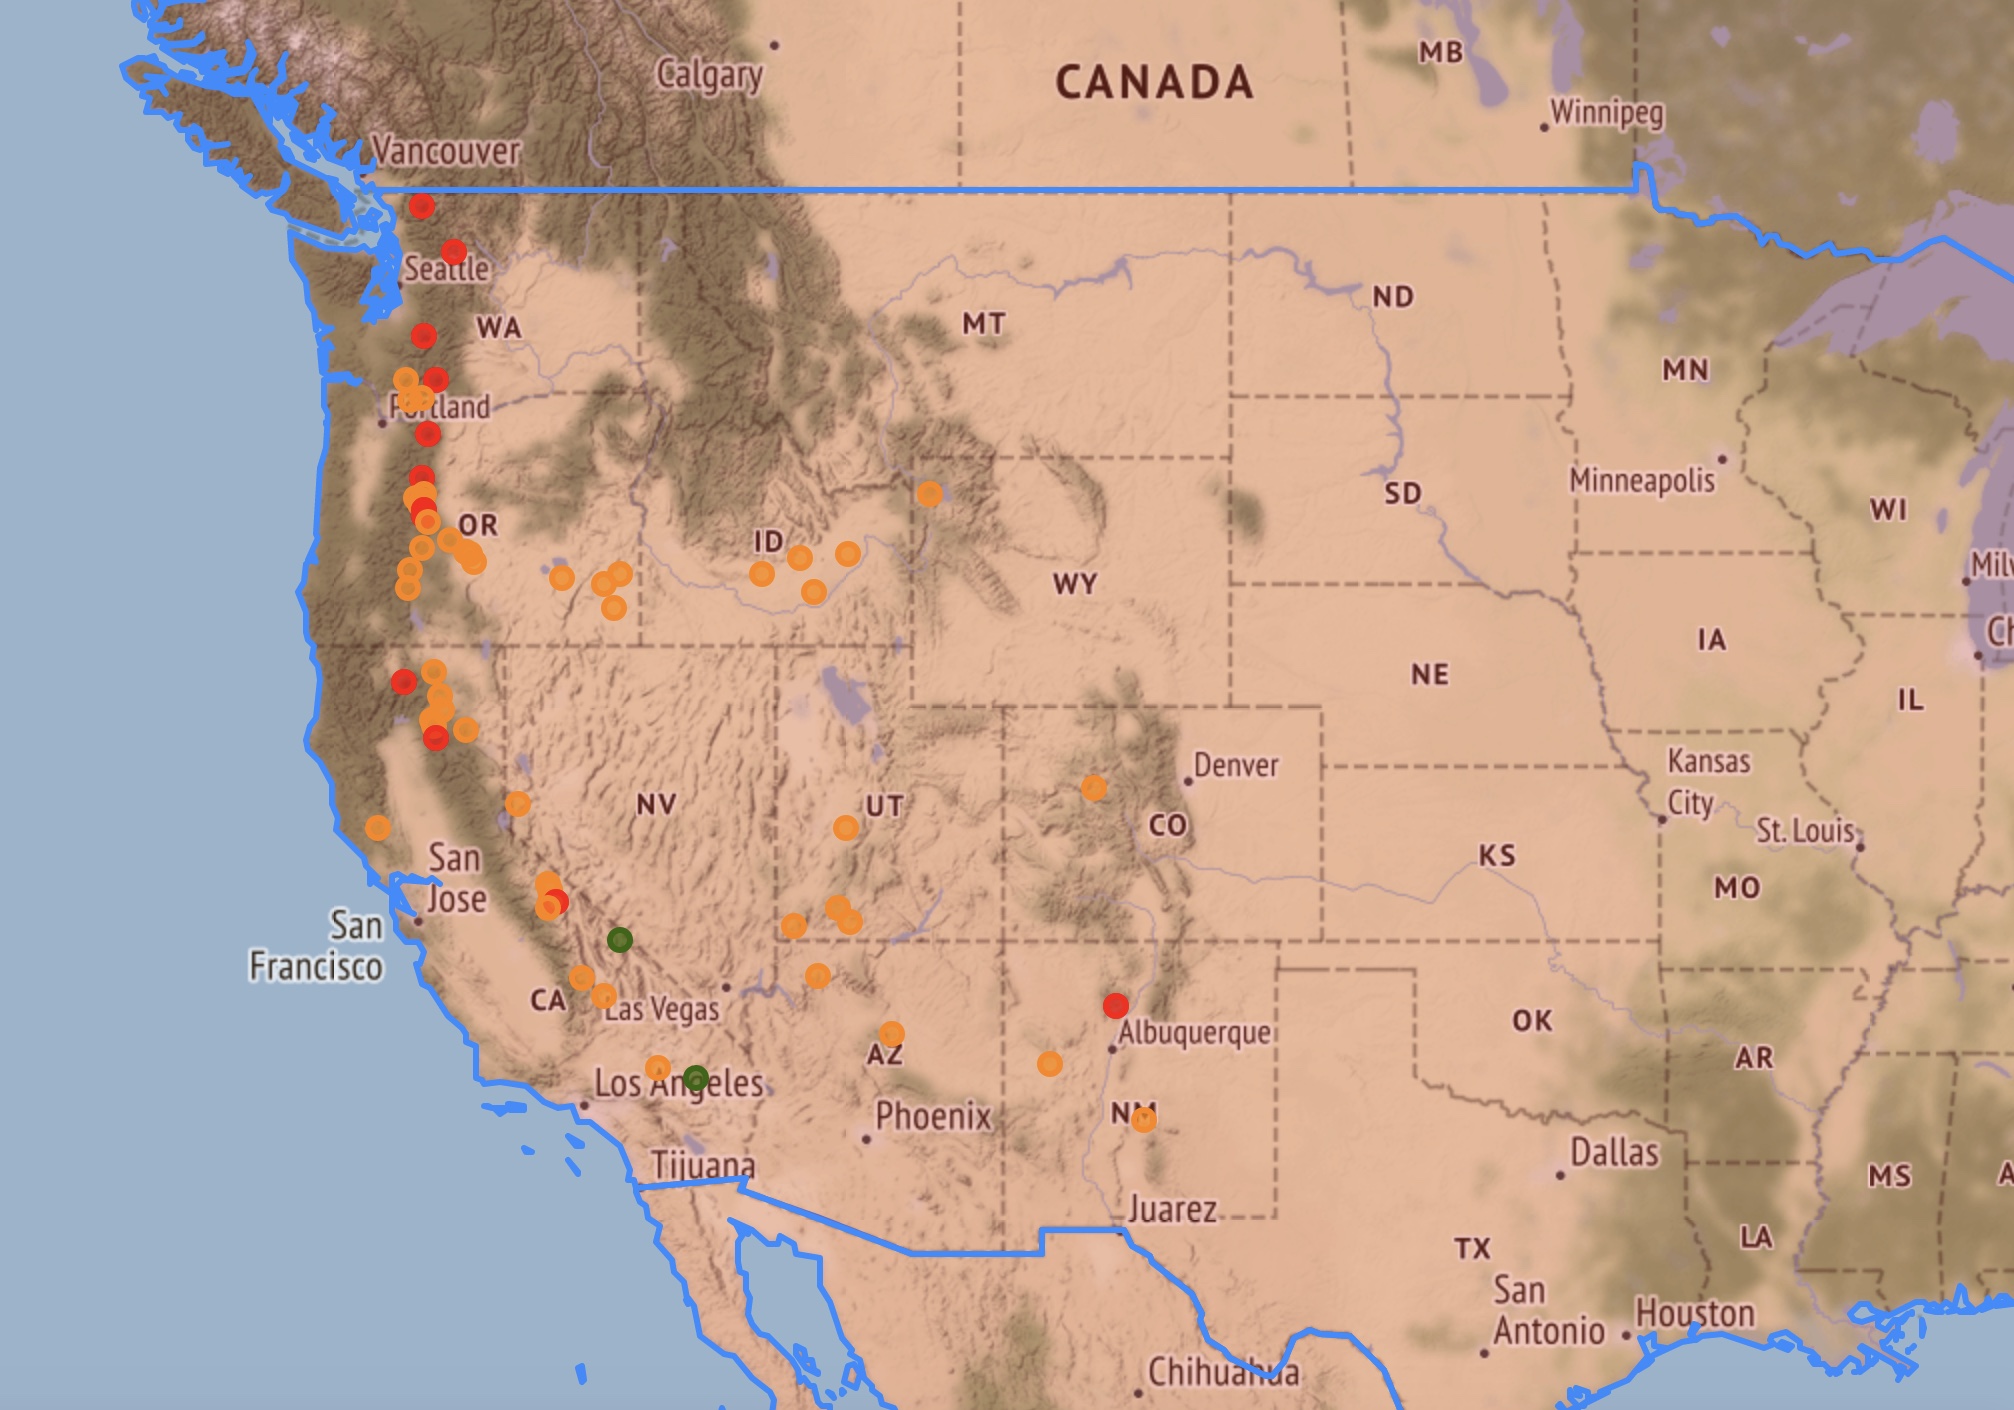 CANADA
MB
Calgary
Winnipeg
Vancouver
Seattle
WA
MT
ND
MN
Portland
Minneapolis
SD
WI
OR
ID
WY
IA
NE
IL
Denver
Kansas
City
NV
UT
CO
St. Louis
KS
San
Jose
MO
San
Francisco
CA
Las Vegas
OK
Albuquerque
AZ
AR
Los Angeles
Phoenix
NM
Dallas
Tijuana
MS
Juarez
TX
LA
San
Antonio
Houston
Chihuahua